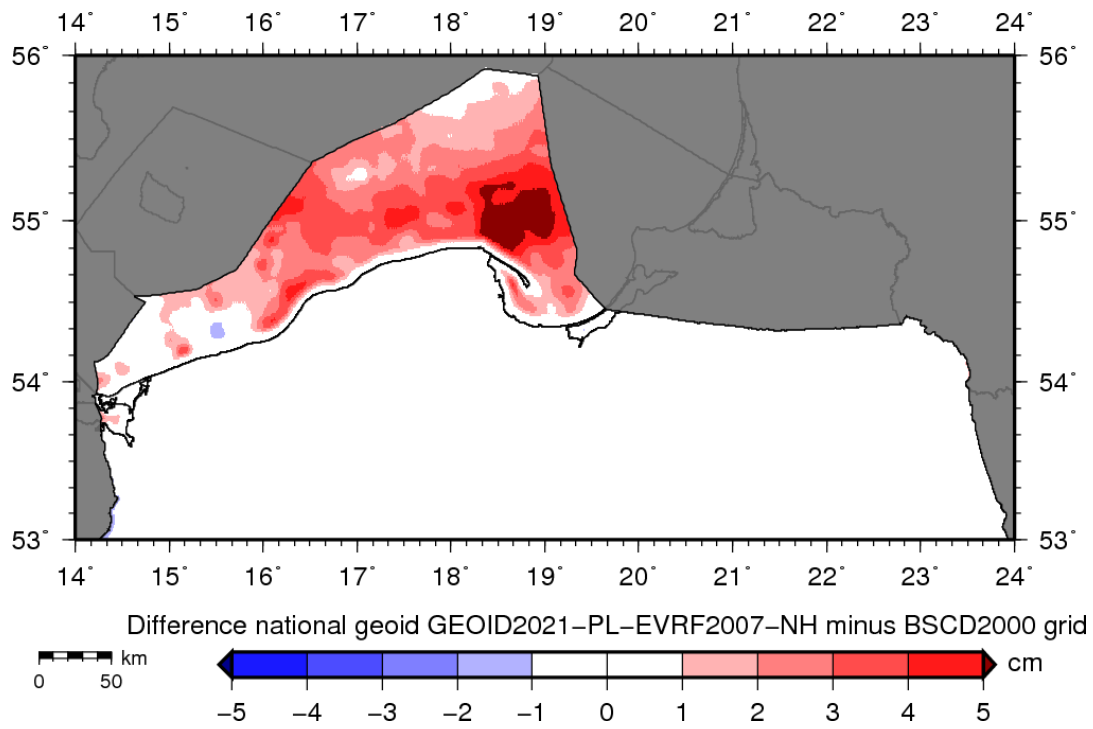 14° 15° 16° 17° 18° 19° 20° 21° 22° 23° 24°
56° 56°
55° 55°
54° 54°
53° 53°
14° 15° 16° 17° 18° 19° 20° 21° 22° 23° 24°
Difference national geoid GEOID2021−PL−EVRF2007−NH minus BSCD2000 grid
km
0 50
cm
−5 −4 −3 −2 −1 0 1 2 3 4 5